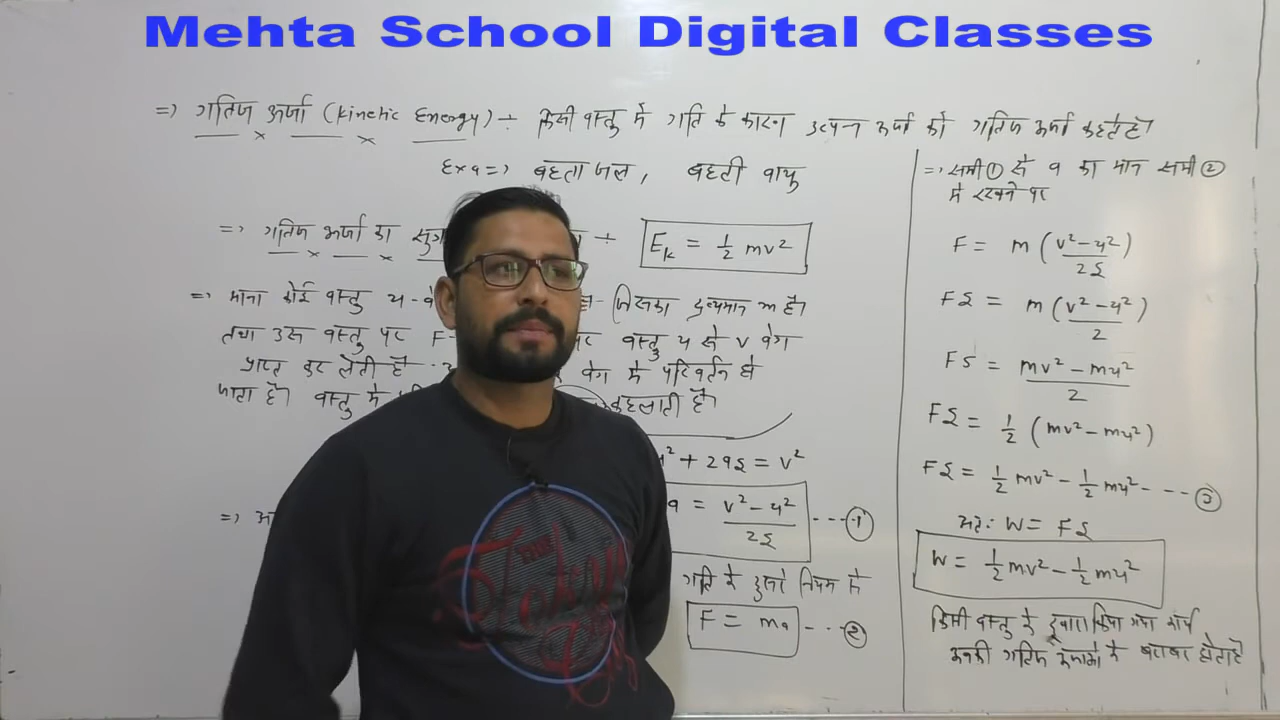 Mehta School Digital Classes
=> गतिज ऊर्जा (Kinetic Energy) ÷ किसी वस्तु में गति के कारण उत्पन्न ऊर्जा को गतिज ऊर्जा कहते है।
Exa => बहता जल, बहती वायु
=> गतिज ऊर्जा का ÷ Eₖ = 1/2 mv²
=> माना कोई वस्तु u- जिसका द्रव्यमान m है।
तथा उस वस्तु पर F- पर वस्तु u से v वेग
प्राप्त कर लेती है वेग में परिवर्तन हो
जाता है। वस्तु में कहलाती है।
u² + 2as = v²
=> a = (v² - u²)/2s ---- ①
गति के दूसरे नियम से
F = ma --- ②
=> समी ① से a का मान समी ②
में रखने पर
F = m (v² - u²)/2s
FS = m (v² - u²)/2
FS = (mv² - mu²)/2
FS = 1/2 (mv² - mu²)
FS = 1/2 mv² - 1/2 mu² ---- ③
अतः W = FS
W = 1/2 mv² - 1/2 mu²
किसी वस्तु के द्वारा किया गया कार्य
उनकी गतिज ऊर्जाओ के बराबर होता है
THE